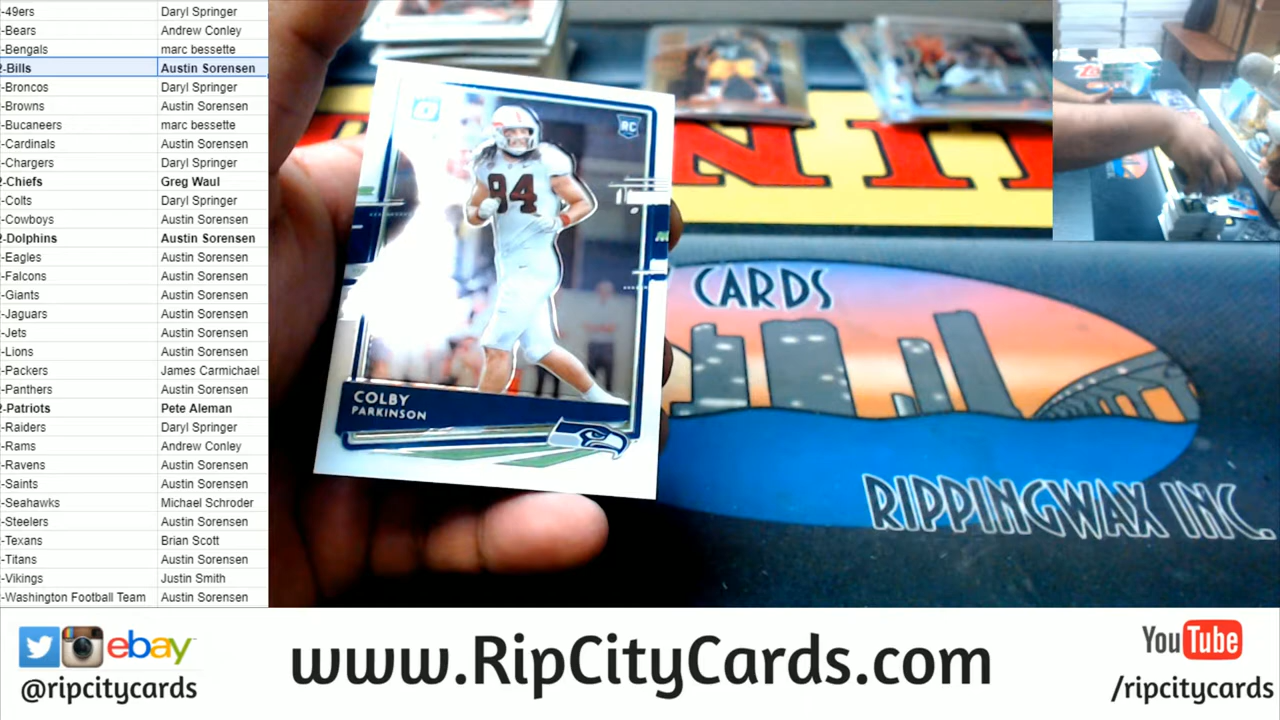 -49ers Daryl Springer
-Bears Andrew Conley
-Bengals marc bessette
2-Bills Austin Sorensen
-Broncos Daryl Springer
-Browns Austin Sorensen
-Bucaneers marc bessette
-Cardinals Austin Sorensen
-Chargers Daryl Springer
2-Chiefs Greg Waul
-Colts Daryl Springer
-Cowboys Austin Sorensen
2-Dolphins Austin Sorensen
-Eagles Austin Sorensen
-Falcons Austin Sorensen
-Giants Austin Sorensen
-Jaguars Austin Sorensen
-Jets Austin Sorensen
-Lions Austin Sorensen
-Packers James Carmichael
-Panthers Austin Sorensen
2-Patriots Pete Aleman
-Raiders Daryl Springer
-Rams Andrew Conley
-Ravens Austin Sorensen
-Saints Austin Sorensen
-Seahawks Michael Schroder
-Steelers Austin Sorensen
-Texans Brian Scott
-Titans Austin Sorensen
-Vikings Justin Smith
-Washington Football Team Austin Sorensen
RC
84
COLBY
PARKINSON
CARDS
RIPPINGWAX INC.
ebay
@ripcitycards
www.RipCityCards.com
YouTube
/ripcitycards